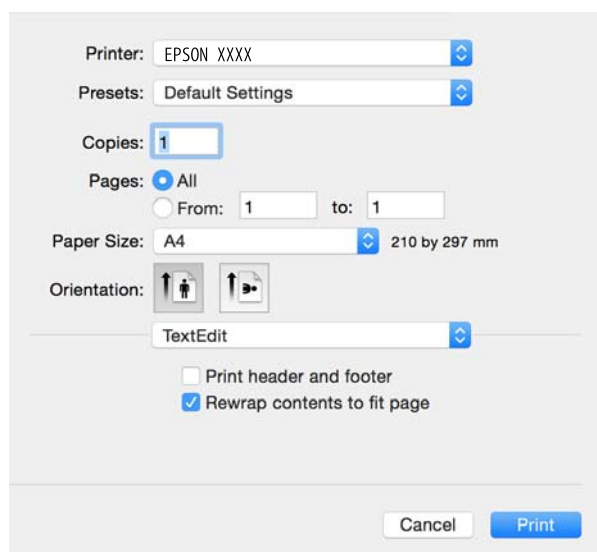 Printer: EPSON XXXX
Presets: Default Settings
Copies: 1
Pages: All
From: 1 to: 1
Paper Size: A4 210 by 297 mm
Orientation:
TextEdit
Print header and footer
Rewrap contents to fit page
Cancel Print